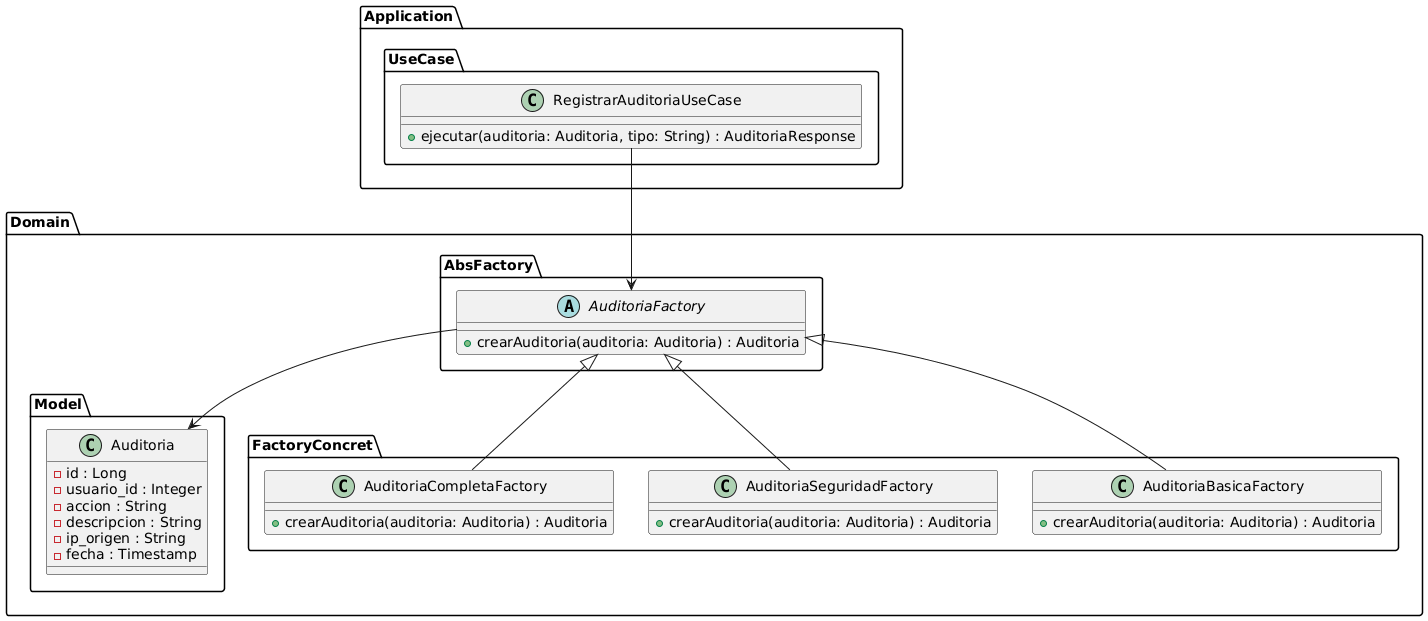 Application
UseCase
C RegistrarAuditoriaUseCase
ejecutar(auditoria: Auditoria, tipo: String) : AuditoriaResponse
Domain
AbsFactory
A AuditoriaFactory
crearAuditoria(auditoria: Auditoria) : Auditoria
Model
C Auditoria
id : Long
usuario_id : Integer
accion : String
descripcion : String
ip_origen : String
fecha : Timestamp
FactoryConcret
C AuditoriaCompletaFactory
crearAuditoria(auditoria: Auditoria) : Auditoria
C AuditoriaSeguridadFactory
crearAuditoria(auditoria: Auditoria) : Auditoria
C AuditoriaBasicaFactory
crearAuditoria(auditoria: Auditoria) : Auditoria